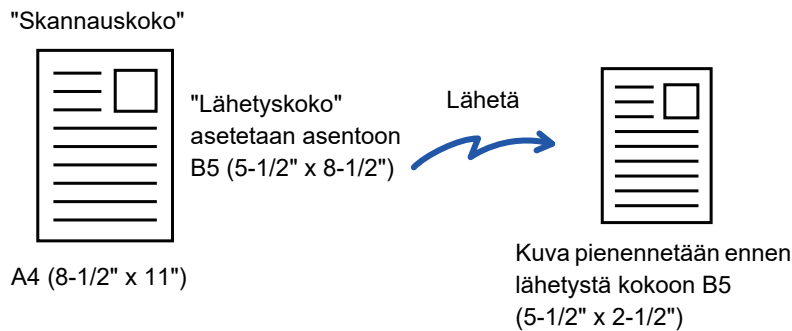 "Skannauskoko"
"Lähetyskoko"
asetetaan asentoon
B5 (5-1/2" x 8-1/2")
Lähetä
A4 (8-1/2" x 11")
Kuva pienennetään ennen
lähetystä kokoon B5
(5-1/2" x 2-1/2")